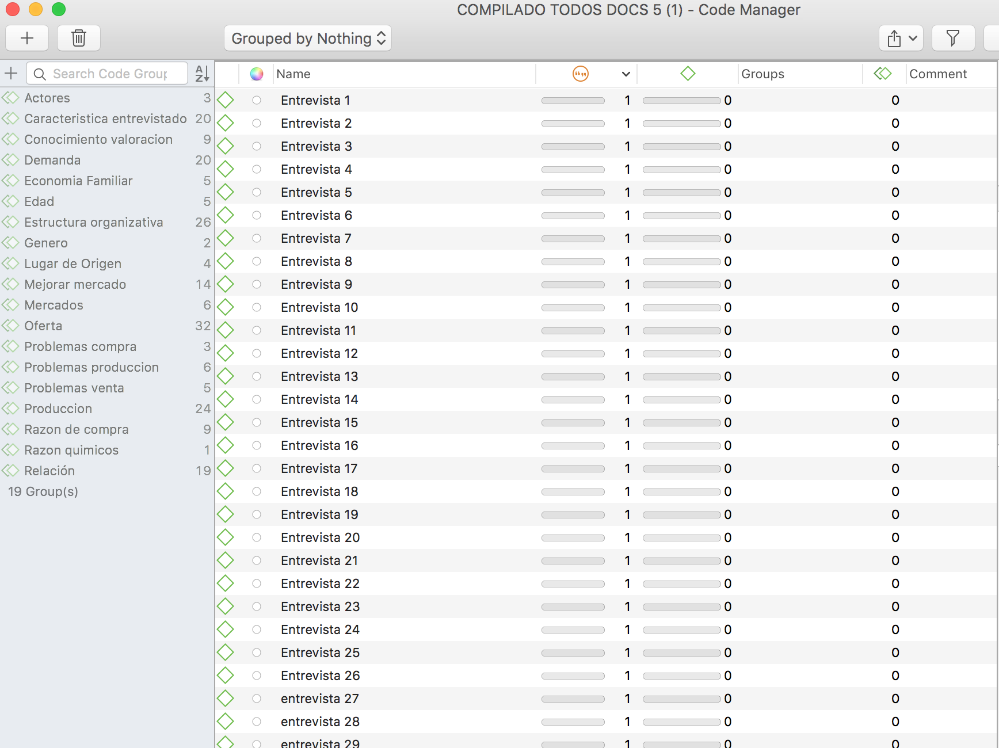 COMPILADO TODOS DOCS 5 (1) - Code Manager
Grouped by Nothing
Search Code Group
Name Groups Comment
Actores 3
Caracteristica entrevistado 20
Conocimiento valoracion 9
Demanda 20
Economia Familiar 5
Edad 5
Estructura organizativa 26
Genero 2
Lugar de Origen 4
Mejorar mercado 14
Mercados 6
Oferta 32
Problemas compra 3
Problemas produccion 6
Problemas venta 5
Produccion 24
Razon de compra 9
Razon quimicos 1
Relación 19
19 Group(s)
Entrevista 1 1 0 0
Entrevista 2 1 0 0
Entrevista 3 1 0 0
Entrevista 4 1 0 0
Entrevista 5 1 0 0
Entrevista 6 1 0 0
Entrevista 7 1 0 0
Entrevista 8 1 0 0
Entrevista 9 1 0 0
Entrevista 10 1 0 0
Entrevista 11 1 0 0
Entrevista 12 1 0 0
Entrevista 13 1 0 0
Entrevista 14 1 0 0
Entrevista 15 1 0 0
Entrevista 16 1 0 0
Entrevista 17 1 0 0
Entrevista 18 1 0 0
Entrevista 19 1 0 0
Entrevista 20 1 0 0
Entrevista 21 1 0 0
Entrevista 22 1 0 0
Entrevista 23 1 0 0
Entrevista 24 1 0 0
Entrevista 25 1 0 0
Entrevista 26 1 0 0
entrevista 27 1 0 0
entrevista 28 1 0 0
entrevista 29 1 0 0